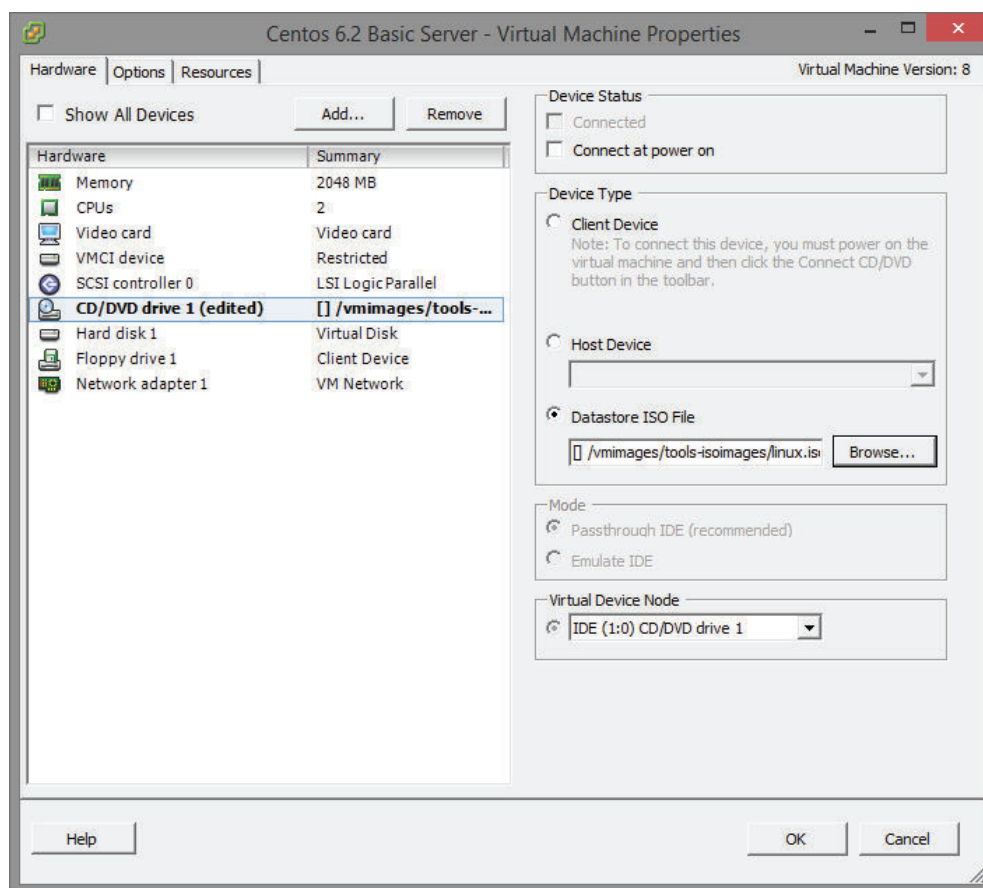 Centos 6.2 Basic Server - Virtual Machine Properties
Hardware Options Resources
Virtual Machine Version: 8
Show All Devices
Add...
Remove
Hardware Summary
Memory 2048 MB
CPUs 2
Video card Video card
VMCI device Restricted
SCSI controller 0 LSI Logic Parallel
CD/DVD drive 1 (edited) [] /vmimages/tools-...
Hard disk 1 Virtual Disk
Floppy drive 1 Client Device
Network adapter 1 VM Network
Device Status
Connected
Connect at power on
Device Type
Client Device
Note: To connect this device, you must power on the
virtual machine and then click the Connect CD/DVD
button in the toolbar.
Host Device
Datastore ISO File
[] /vmimages/tools-isoimages/linux.is
Browse...
Mode
Passthrough IDE (recommended)
Emulate IDE
Virtual Device Node
IDE (1:0) CD/DVD drive 1
Help
OK
Cancel